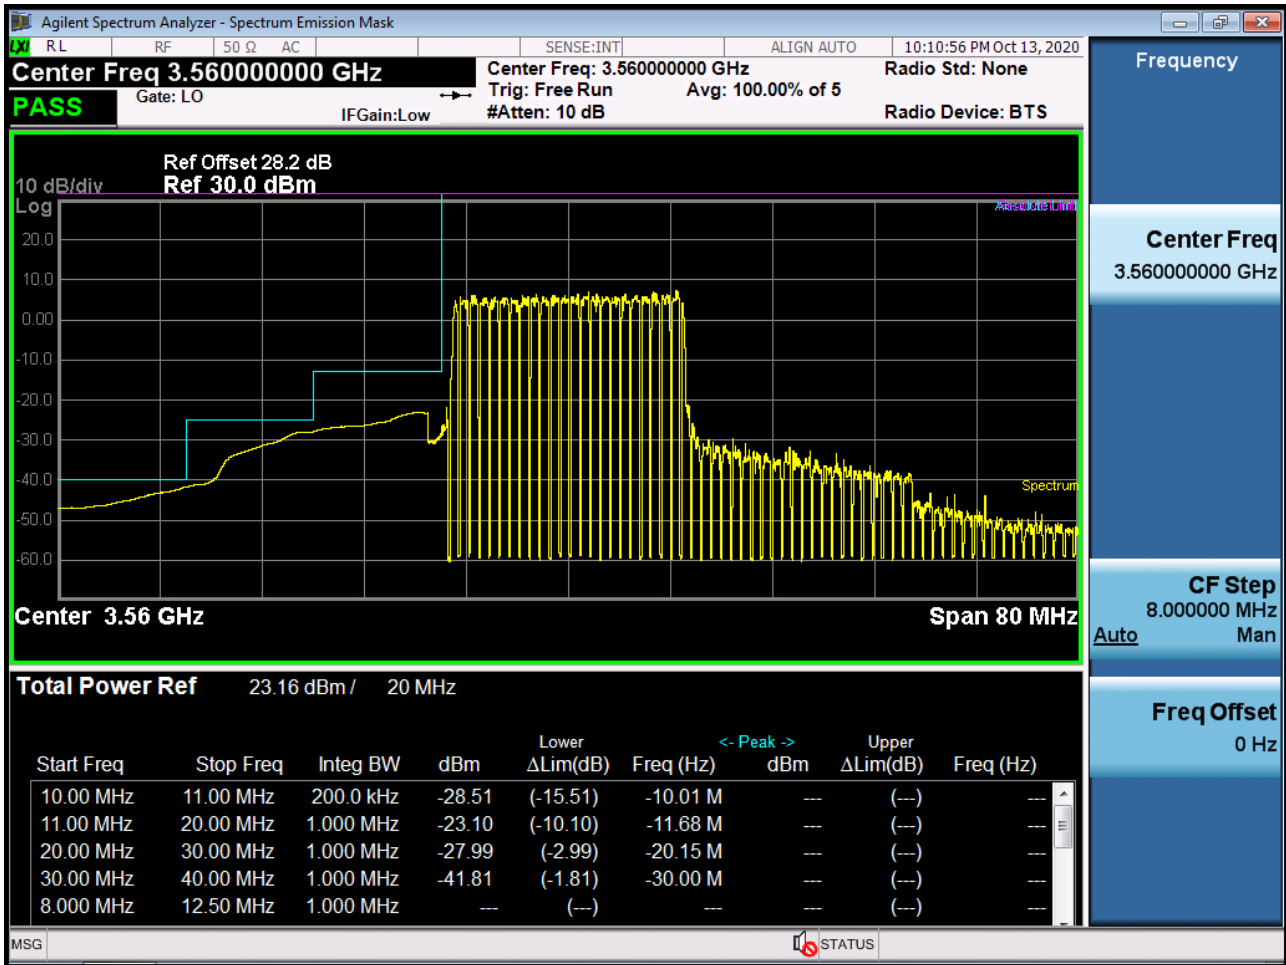 Agilent Spectrum Analyzer - Spectrum Emission Mask
LXI RL RF 50 Ω AC SENSE:INT ALIGN AUTO 10:10:56 PM Oct 13, 2020
Center Freq 3.560000000 GHz Center Freq: 3.560000000 GHz Radio Std: None
PASS Gate: LO Trig: Free Run Avg: 100.00% of 5
IFGain:Low #Atten: 10 dB Radio Device: BTS
Ref Offset 28.2 dB
10 dB/div Ref 30.0 dBm
Log
Absolute Limit
20.0
10.0
0.00
-10.0
-20.0
-30.0
-40.0
Spectrum
-50.0
-60.0
Center 3.56 GHz Span 80 MHz
Total Power Ref 23.16 dBm / 20 MHz
Lower <- Peak -> Upper
Start Freq Stop Freq Integ BW dBm ΔLim(dB) Freq (Hz) dBm ΔLim(dB) Freq (Hz)
10.00 MHz 11.00 MHz 200.0 kHz -28.51 (-15.51) -10.01 M --- (---) ---
11.00 MHz 20.00 MHz 1.000 MHz -23.10 (-10.10) -11.68 M --- (---) ---
20.00 MHz 30.00 MHz 1.000 MHz -27.99 (-2.99) -20.15 M --- (---) ---
30.00 MHz 40.00 MHz 1.000 MHz -41.81 (-1.81) -30.00 M --- (---) ---
8.000 MHz 12.50 MHz 1.000 MHz --- (---) --- --- (---) ---
MSG STATUS
Frequency
Center Freq
3.560000000 GHz
CF Step
8.000000 MHz
Auto Man
Freq Offset
0 Hz